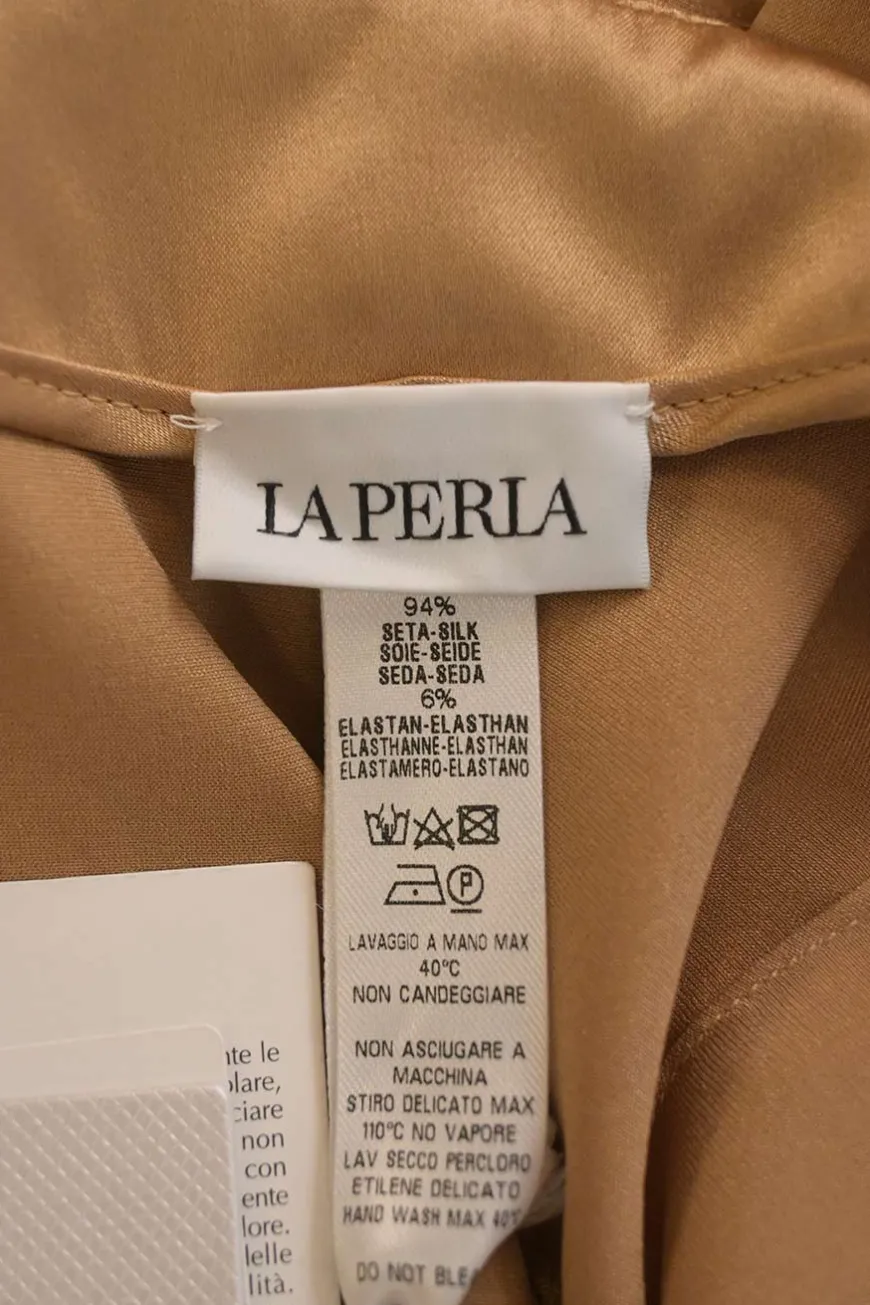 LA PERLA
94%
SETA-SILK
SOIE-SEIDE
SEDA-SEDA
6%
ELASTAN-ELASTHAN
ELASTHANNE-ELASTHAN
ELASTAMERO-ELASTANO
P
LAVAGGIO A MANO MAX
40°C
NON CANDEGGIARE
NON ASCIUGARE A
MACCHINA
STIRO DELICATO MAX
110°C NO VAPORE
LAV SECCO PERCLORO
ETILENE DELICATO
HAND WASH MAX 40°C
DO NOT BLE
nte le
olare,
ciare
non
con
ente
lore.
lelle
lità.